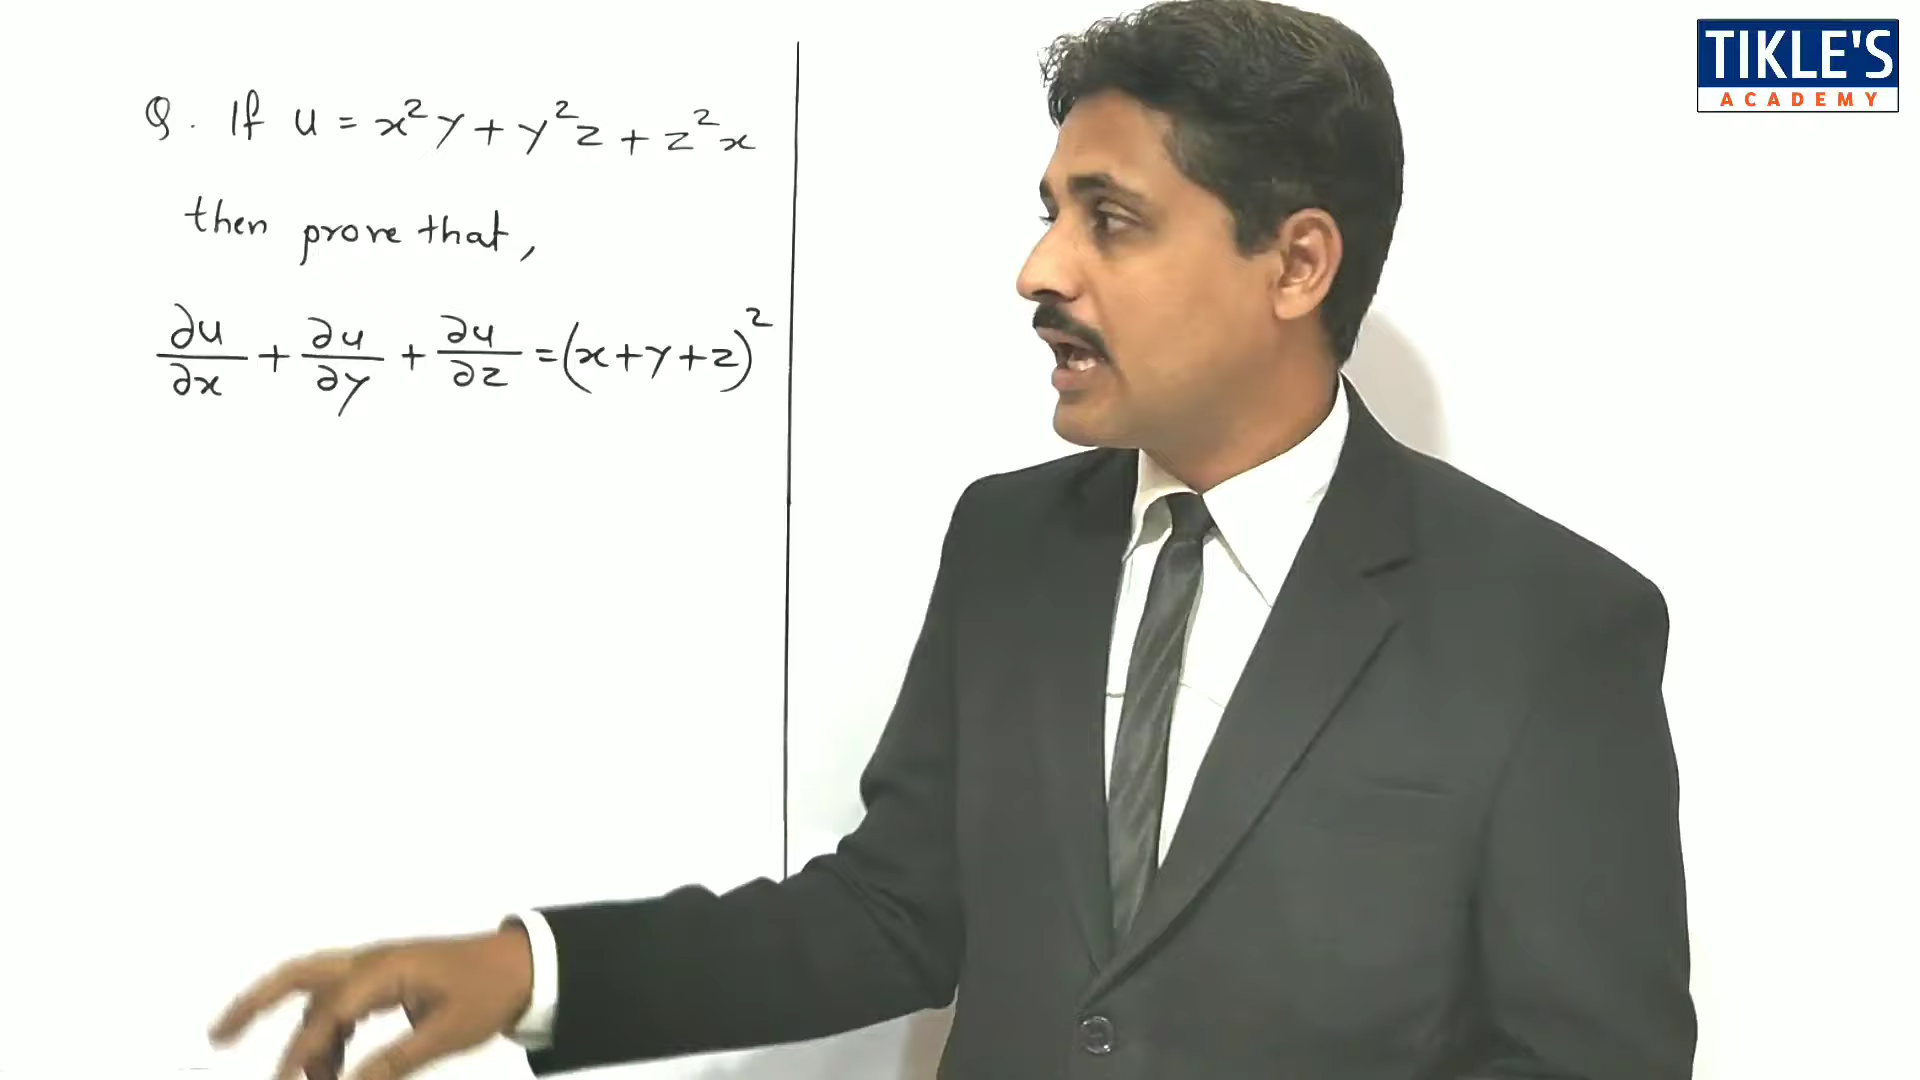 Q. If u = x²y + y²z + z²x
then prove that,
∂u/∂x + ∂u/∂y + ∂u/∂z = (x+y+z)²
TIKLE'S
ACADEMY